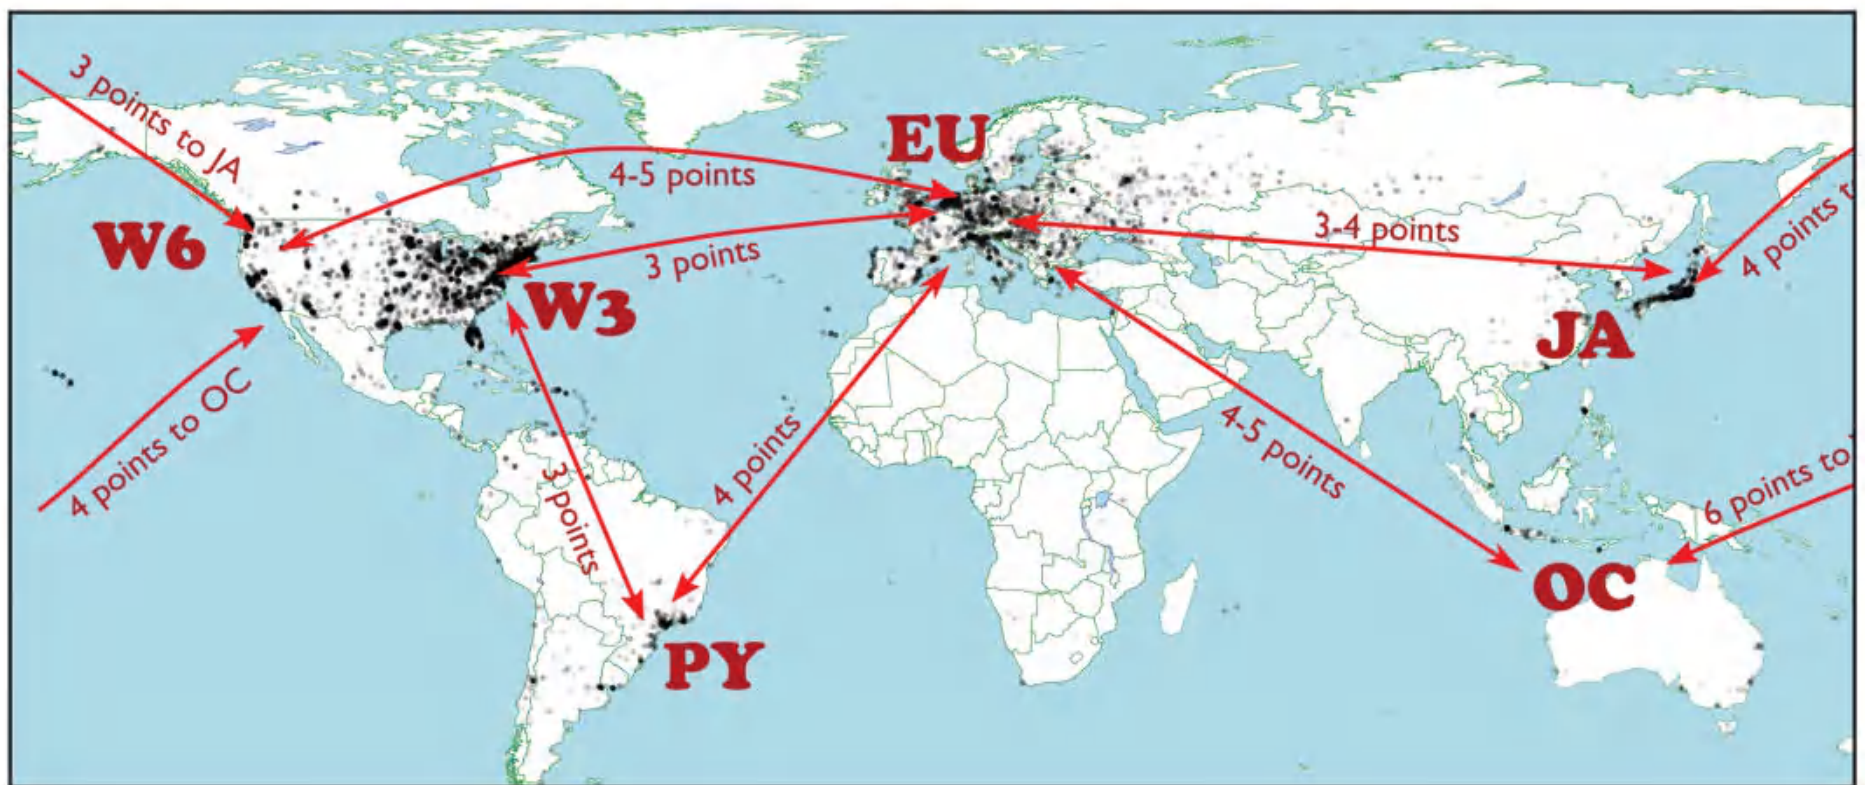 3 points to JA
EU
4-5 points
W6
3 points
3-4 points
4 points
W3
JA
4 points to OC
3 points
4 points
4-5 points
6 points to
OC
PY